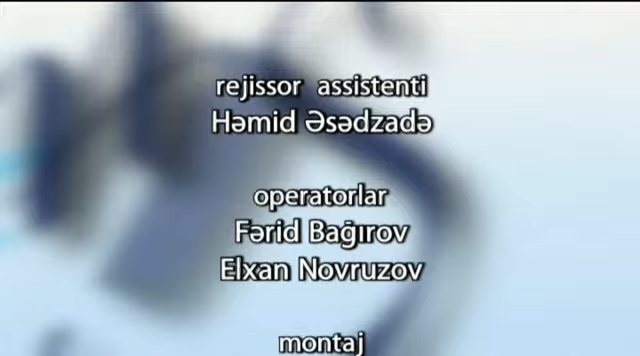 rejissor assistenti
Həmid Əsədzadə
operatorlar
Fərid Bağırov
Elxan Novruzov
montaj